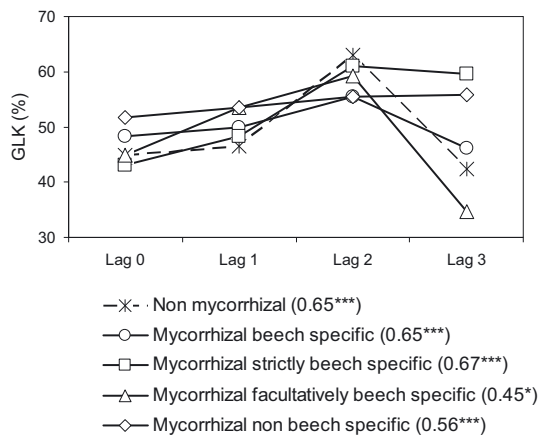 70
60
50
40
30
GLK (%)
Lag 0 Lag 1 Lag 2 Lag 3
Non mycorrhizal (0.65***)
Mycorrhizal beech specific (0.65***)
Mycorrhizal strictly beech specific (0.67***)
Mycorrhizal facultatively beech specific (0.45*)
Mycorrhizal non beech specific (0.56***)